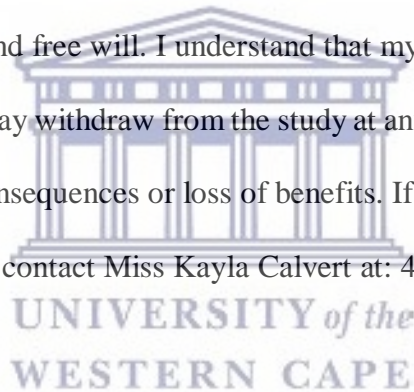 nd free will. I understand that my
ay withdraw from the study at an
nsequences or loss of benefits. If
contact Miss Kayla Calvert at: 4
UNIVERSITY of the
WESTERN CAPE